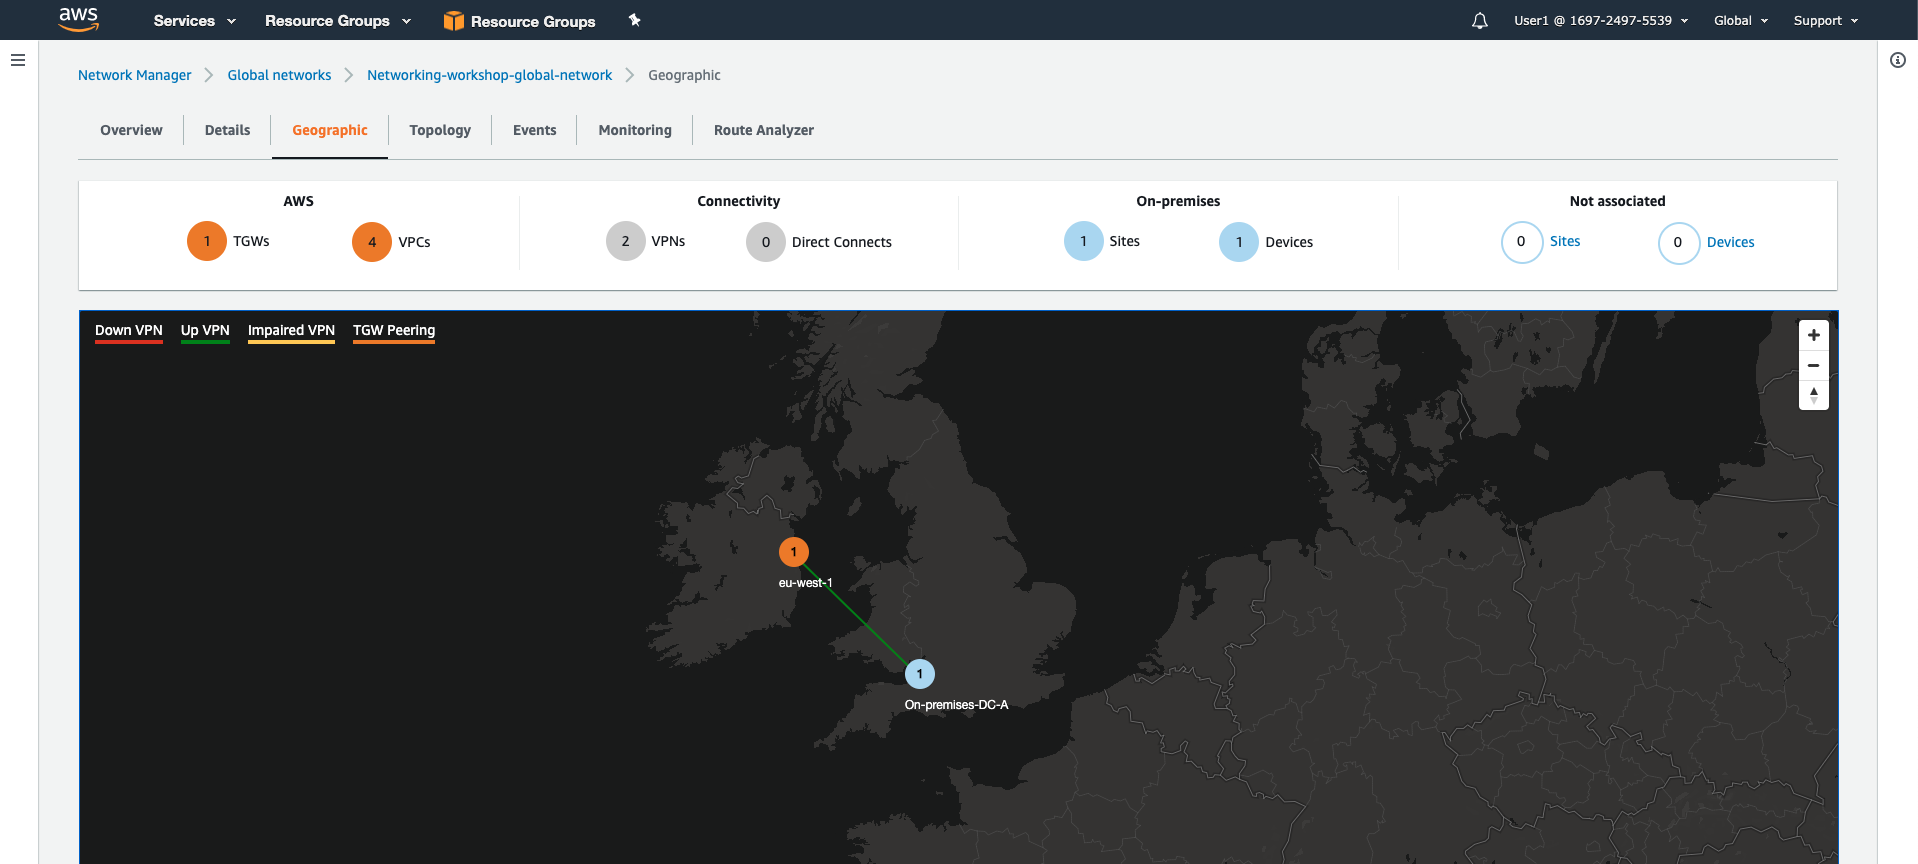 aws Services Resource Groups Resource Groups User1 @ 1697-2497-5539 Global Support
Network Manager Global networks Networking-workshop-global-network Geographic
Overview Details Geographic Topology Events Monitoring Route Analyzer
AWS Connectivity On-premises Not associated
1 TGWs 4 VPCs 2 VPNs 0 Direct Connects 1 Sites 1 Devices 0 Sites 0 Devices
Down VPN Up VPN Impaired VPN TGW Peering
1
eu-west-1
1
On-premises-DC-A